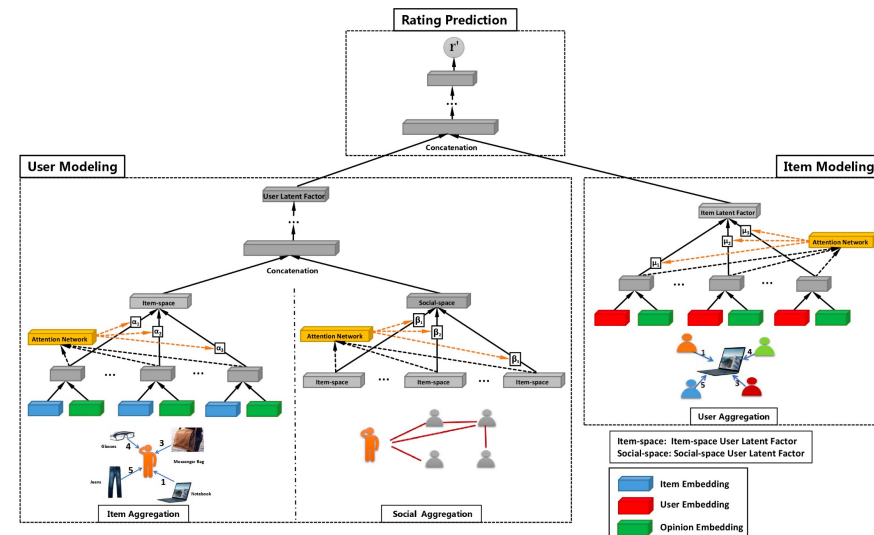 Rating Prediction
r'
...
Concatenation
User Modeling
Item Modeling
User Latent Factor
...
Concatenation
Item-space
Social-space
Attention Network
α1
α2
α3
... ...
Attention Network
β1
β2
β3
Item-space ... Item-space ... Item-space
Glasses
4
3
Messenger Bag
Jeans
5
1
Notebook
Item Aggregation
Social Aggregation
Item Latent Factor
Attention Network
μ1
μ2
μ3
... ...
1
4
5
3
User Aggregation
Item-space: Item-space User Latent Factor
Social-space: Social-space User Latent Factor
Item Embedding
User Embedding
Opinion Embedding